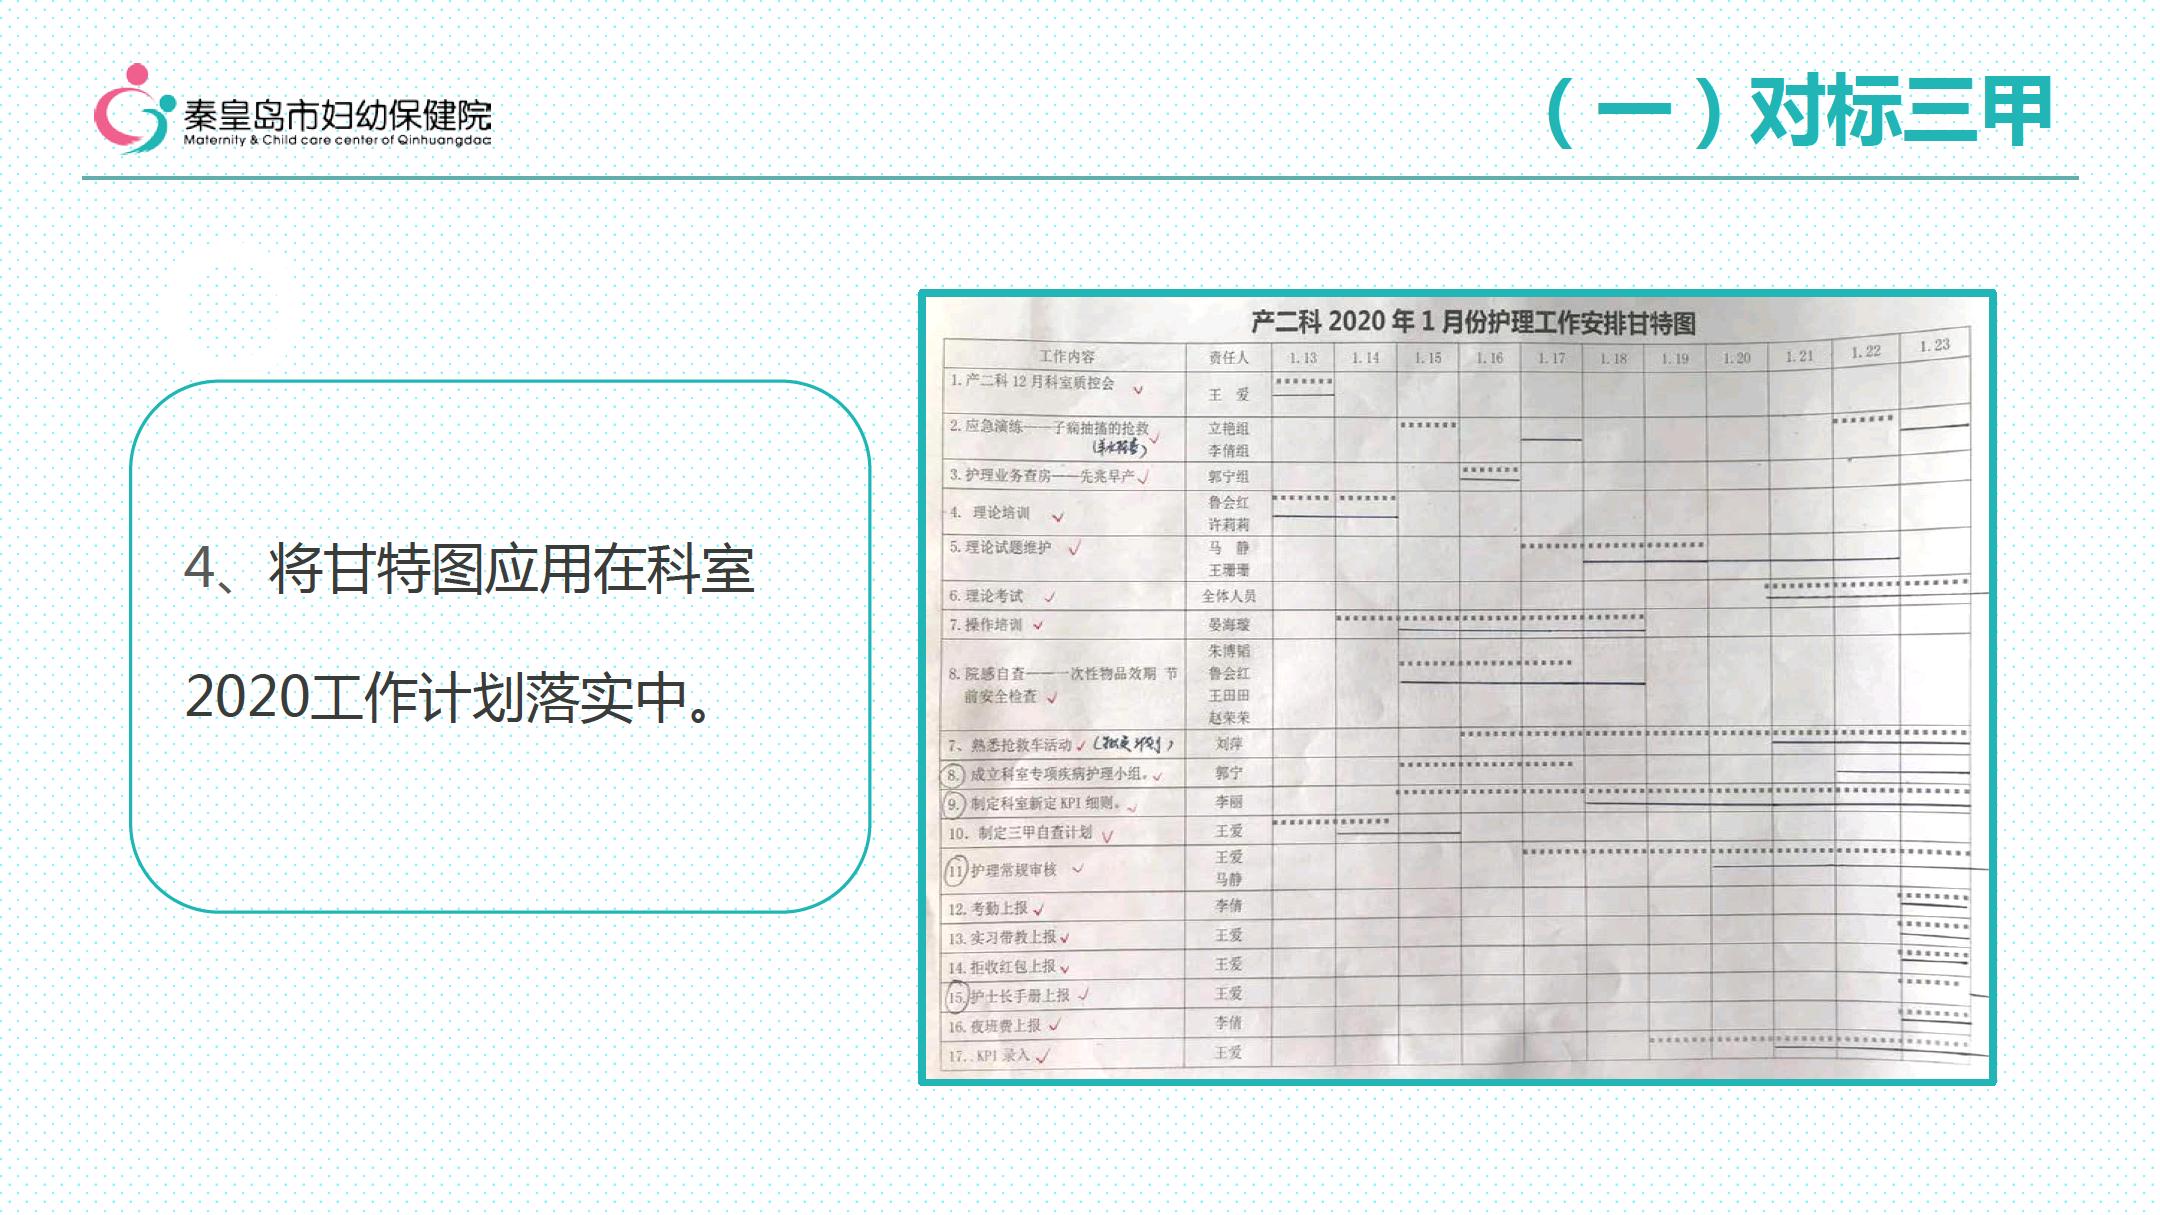 秦皇岛市妇幼保健院
Maternity & Child care center of Qinhuangdao
（一）对标三甲
4、将甘特图应用在科室
2020工作计划落实中。
产二科 2020 年 1 月份护理工作安排甘特图
工作内容 责任人 1.13 1.14 1.15 1.16 1.17 1.18 1.19 1.20 1.21 1.22 1.23
1.产二科 12 月科室质控会 王 爱
2.应急演练——子痫抽搐的抢救 立艳组
李倩组
3.护理业务查房——先兆早产 郭宁组
4. 理论培训 鲁会红
许莉莉
5.理论试题维护 马 静
王珊珊
6.理论考试 全体人员
7.操作培训 晏海璇
8.院感自查——一次性物品效期 节
前安全检查 朱博韬
鲁会红
王田田
赵荣荣
7、熟悉抢救车活动 刘萍
8. 成立科室专项疾病护理小组。 郭宁
9. 制定科室新定 KPI 细则。 李丽
10. 制定三甲自查计划 王爱
11 护理常规审核 王爱
马静
12.考勤上报 李倩
13.实习带教上报 王爱
14.拒收红包上报 王爱
15.护士长手册上报 王爱
16.夜班费上报 李倩
17..KPI 录入 王爱